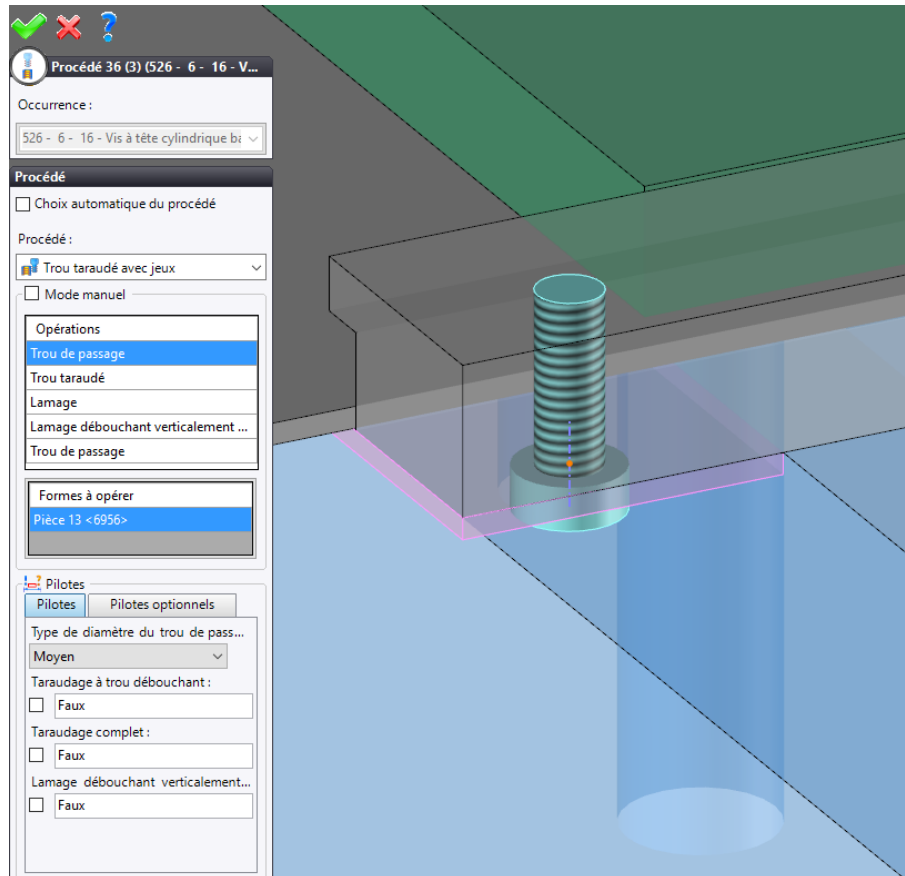 Procédé 36 (3) (526 - 6 - 16 - V...
Occurrence :
526 - 6 - 16 - Vis à tête cylindrique ba
Procédé
Choix automatique du procédé
Procédé :
Trou taraudé avec jeux
Mode manuel
Opérations
Trou de passage
Trou taraudé
Lamage
Lamage débouchant verticalement ...
Trou de passage
Formes à opérer
Pièce 13 <6956>
Pilotes
Pilotes Pilotes optionnels
Type de diamètre du trou de pass...
Moyen
Taraudage à trou débouchant :
Faux
Taraudage complet :
Faux
Lamage débouchant verticalement...
Faux